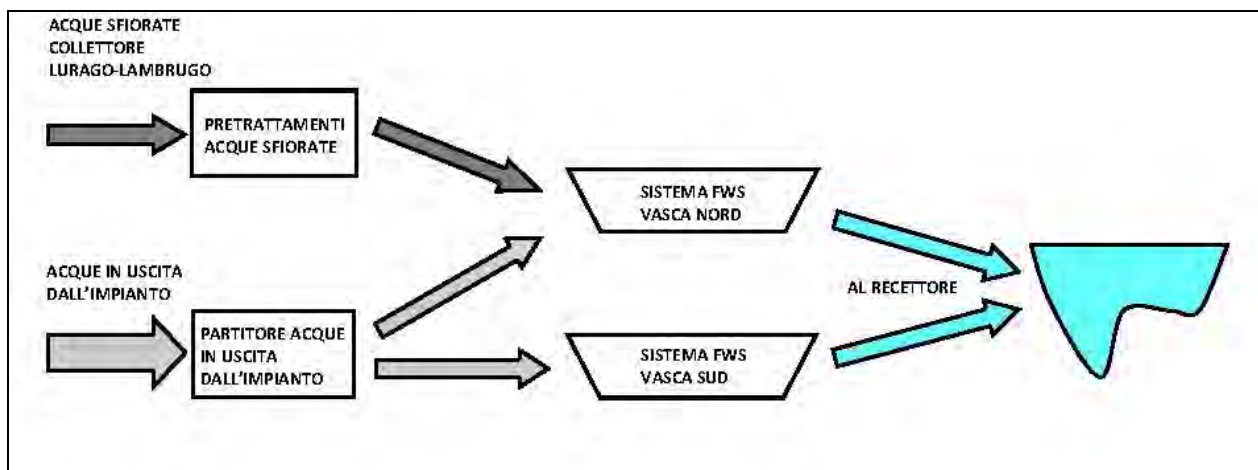 ACQUE SFIORATE
COLLETTORE
LURAGO-LAMBRUGO
PRETRATTAMENTI
ACQUE SFIORATE
SISTEMA FWS
VASCA NORD
ACQUE IN USCITA
DALL'IMPIANTO
PARTITORE ACQUE
IN USCITA
DALL'IMPIANTO
SISTEMA FWS
VASCA SUD
AL RECETTORE